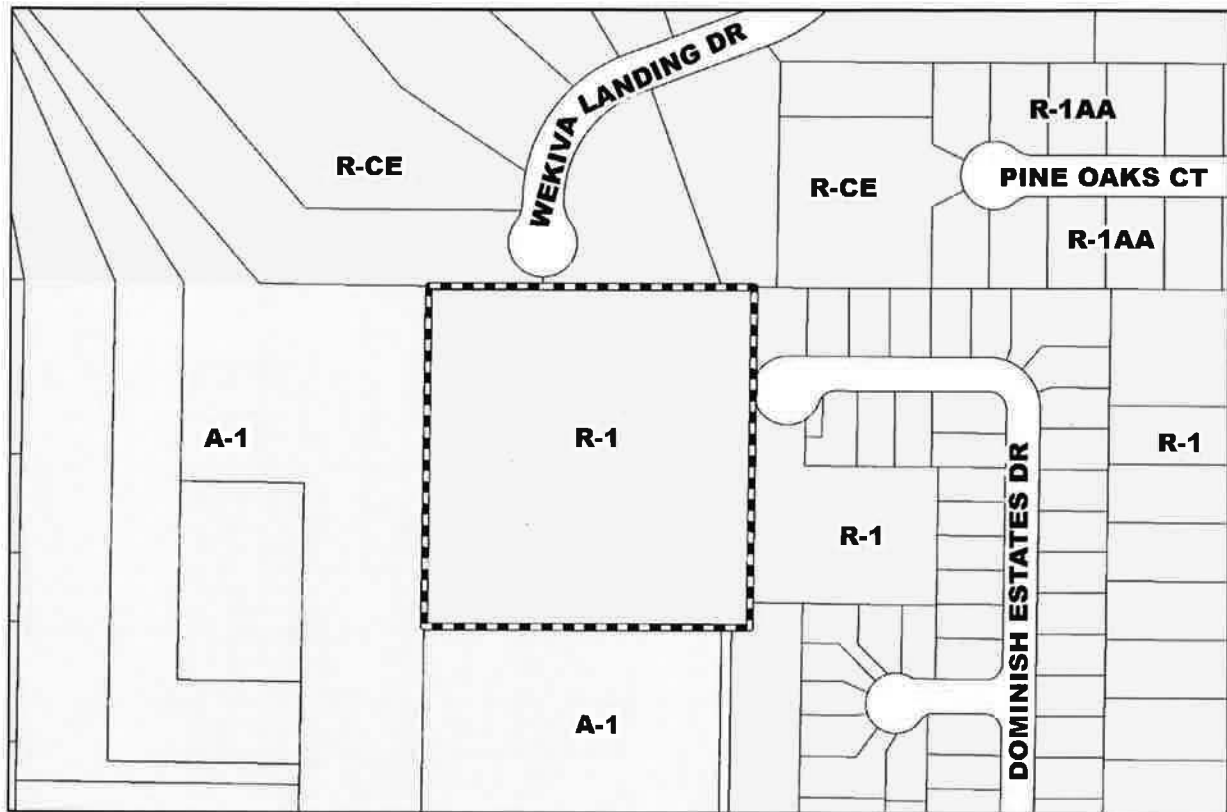 WEKIVA LANDING DR
R-1AA
R-CE
R-CE
PINE OAKS CT
R-1AA
A-1
R-1
R-1
R-1
DOMINISH ESTATES DR
A-1